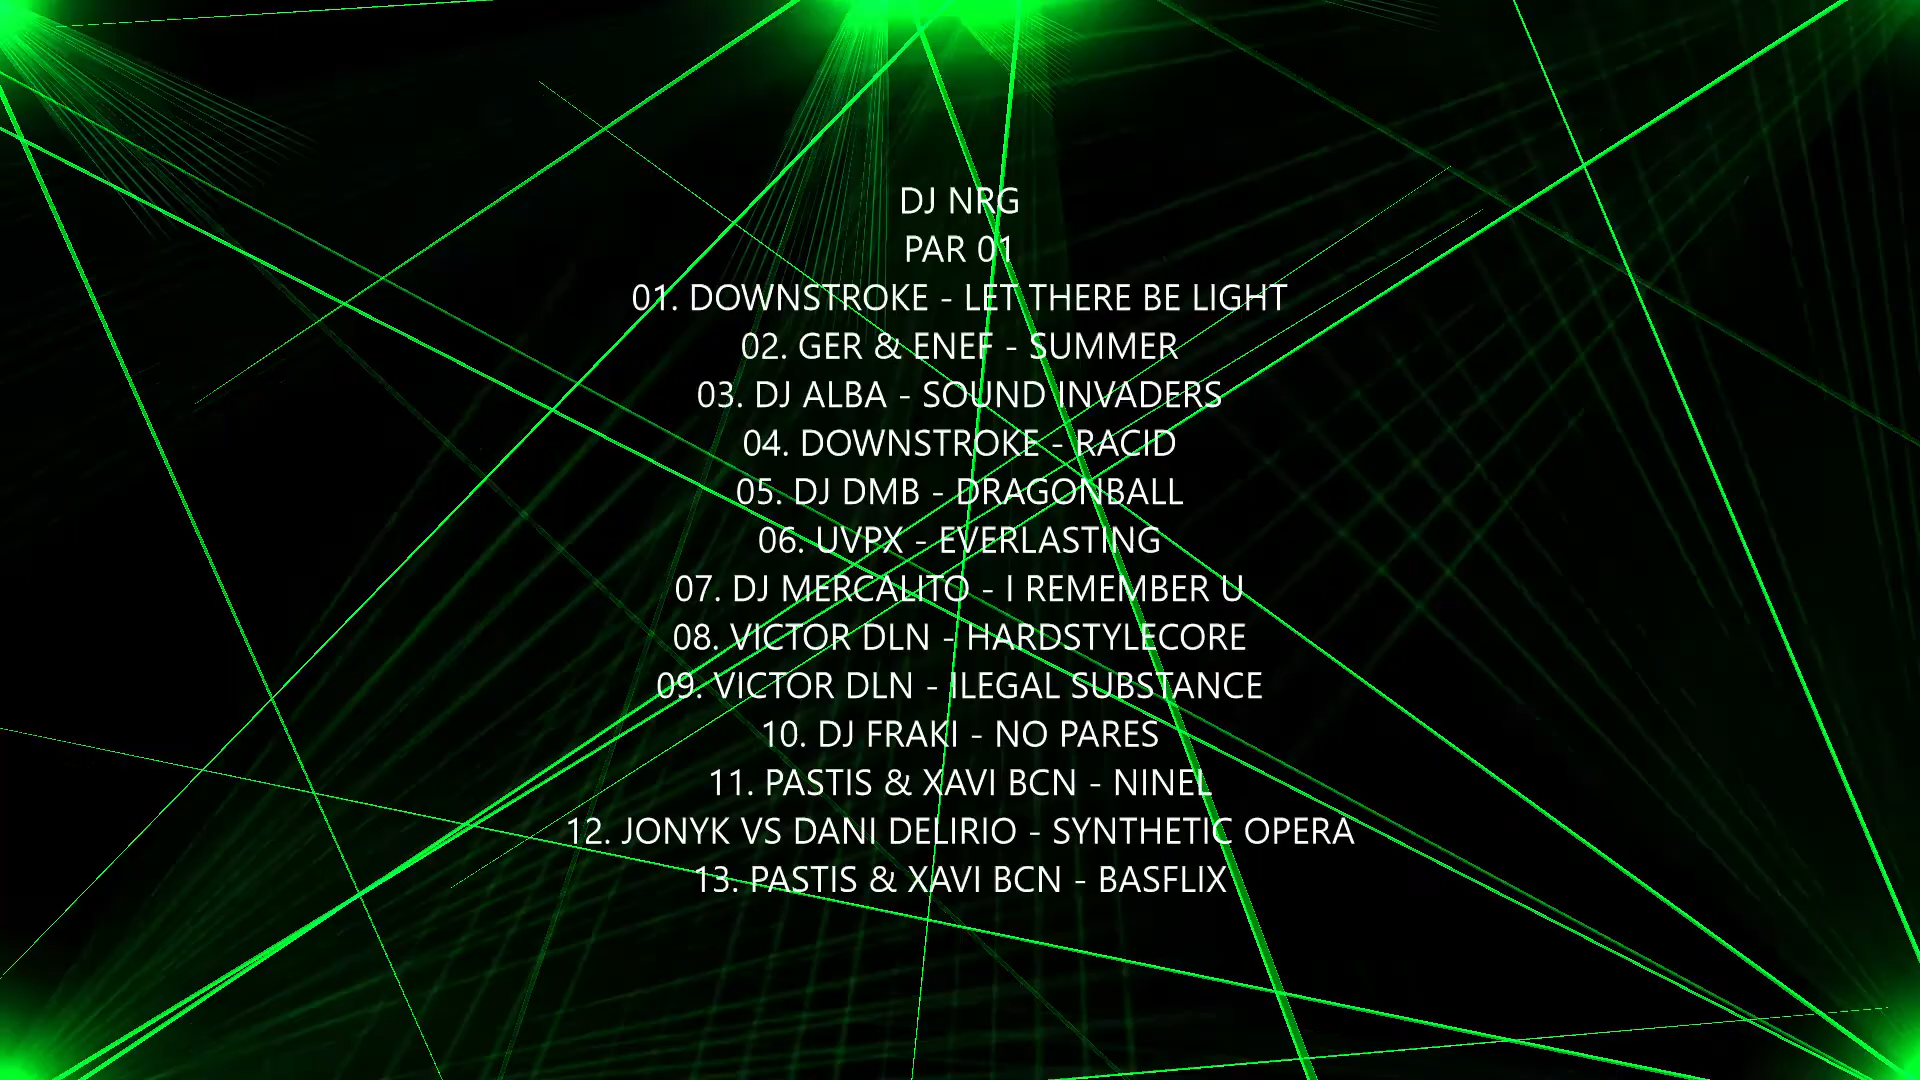 DJ NRG
PAR 01
01. DOWNSTROKE - LET THERE BE LIGHT
02. GER & ENEF - SUMMER
03. DJ ALBA - SOUND INVADERS
04. DOWNSTROKE - RACID
05. DJ DMB - DRAGONBALL
06. UVPX - EVERLASTING
07. DJ MERCALITO - I REMEMBER U
08. VICTOR DLN - HARDSTYLECORE
09. VICTOR DLN - ILEGAL SUBSTANCE
10. DJ FRAKI - NO PARES
11. PASTIS & XAVI BCN - NINEL
12. JONYK VS DANI DELIRIO - SYNTHETIC OPERA
13. PASTIS & XAVI BCN - BASFLIX